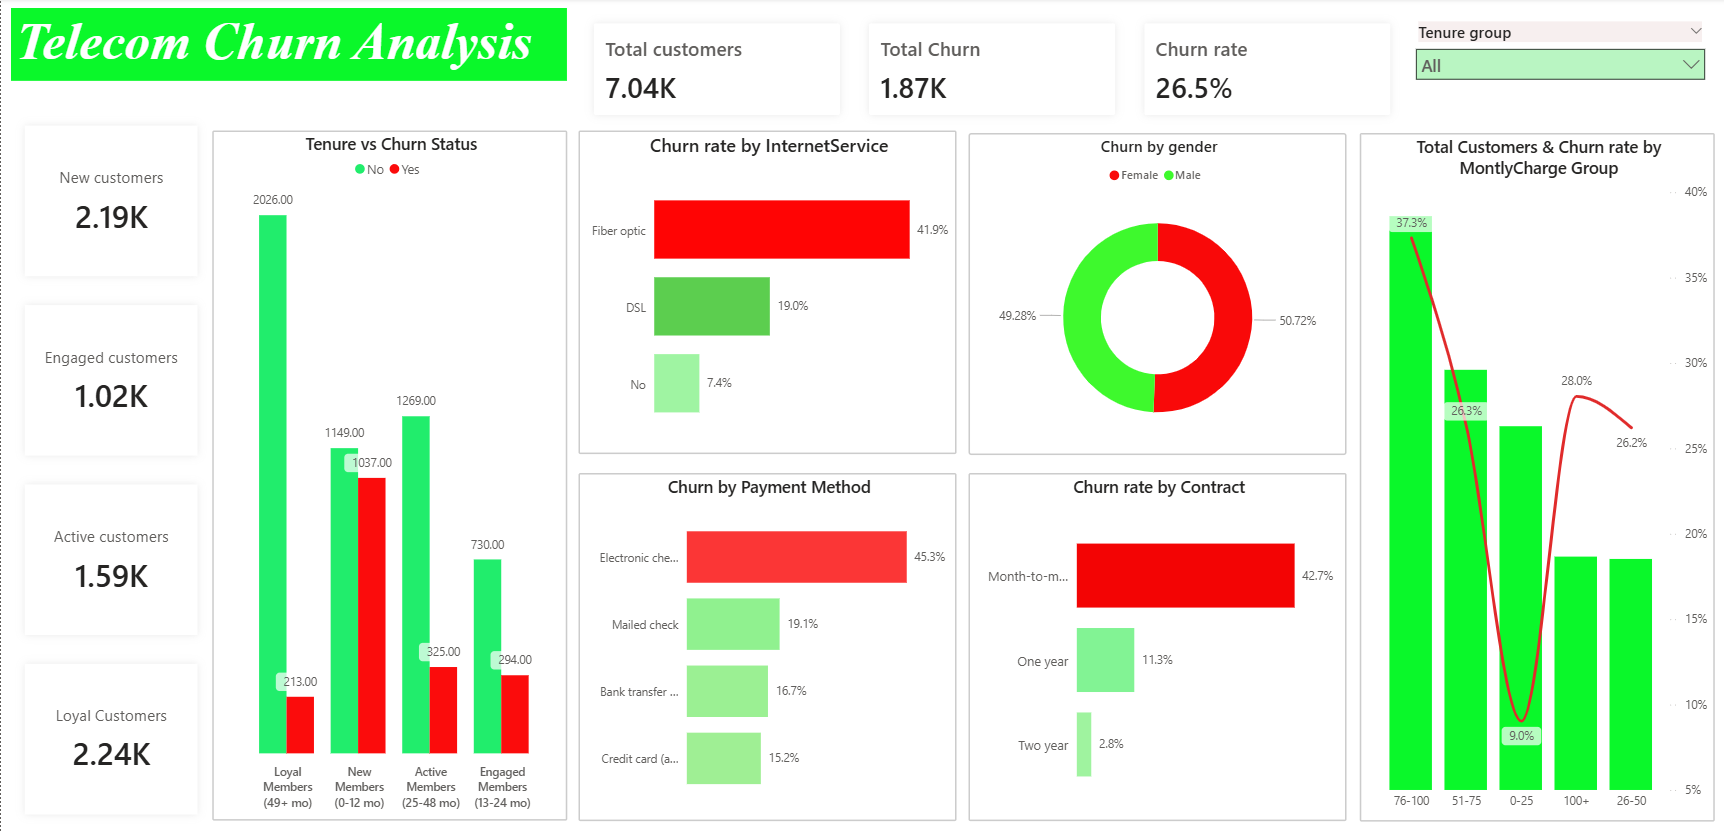 Telecom Churn Analysis
Total customers
7.04K
Total Churn
1.87K
Churn rate
26.5%
Tenure group
All
New customers
2.19K
Engaged customers
1.02K
Active customers
1.59K
Loyal Customers
2.24K
Tenure vs Churn Status
No Yes
2026.00
213.00
1149.00
1037.00
1269.00
325.00
730.00
294.00
Loyal
Members
(49+ mo)
New
Members
(0-12 mo)
Active
Members
(25-48 mo)
Engaged
Members
(13-24 mo)
Churn rate by InternetService
Fiber optic 41.9%
DSL 19.0%
No 7.4%
Churn by gender
Female Male
49.28%
50.72%
Churn by Payment Method
Electronic che... 45.3%
Mailed check 19.1%
Bank transfer ... 16.7%
Credit card (a... 15.2%
Churn rate by Contract
Month-to-m... 42.7%
One year 11.3%
Two year 2.8%
Total Customers & Churn rate by
MontlyCharge Group
40%
35%
30%
25%
20%
15%
10%
5%
37.3%
26.3%
9.0%
28.0%
26.2%
76-100 51-75 0-25 100+ 26-50